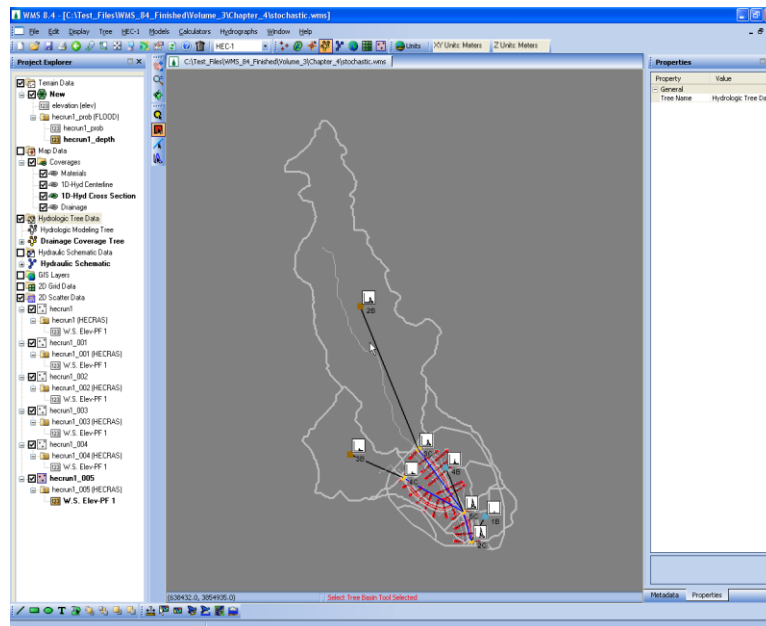 WMS 8.4 - [C:\Test_Files\WMS_84_Finished\Volume_3\Chapter_4\stochastic.wms]
File Edit Display Tree HEC-1 Models Calculators Hydrographs Window Help
HEC-1 Units XY Units: Meters Z Units: Meters
Project Explorer
C:\Test_Files\WMS_84_Finished\Volume_3\Chapter_4\stochastic.wms
Properties
Property Value
General
Tree Name Hydrologic Tree Da
Terrain Data
New
elevation (elev)
hecrun1_prob (FLOOD)
hecrun1_prob
hecrun1_depth
Map Data
Coverages
Materials
1D-Hyd Centerline
1D-Hyd Cross Section
Drainage
Hydrologic Tree Data
Hydrologic Modeling Tree
Drainage Coverage Tree
Hydraulic Schematic Data
Hydraulic Schematic
GIS Layers
2D Grid Data
2D Scatter Data
hecrun1
hecrun1 (HECRAS)
W.S. Elev-PF 1
hecrun1_001
hecrun1_001 (HECRAS)
W.S. Elev-PF 1
hecrun1_002
hecrun1_002 (HECRAS)
W.S. Elev-PF 1
hecrun1_003
hecrun1_003 (HECRAS)
W.S. Elev-PF 1
hecrun1_004
hecrun1_004 (HECRAS)
W.S. Elev-PF 1
hecrun1_005
hecrun1_005 (HECRAS)
W.S. Elev-PF 1
2B
3B
3C
4B
5C
1B
2C
(638432.0, 3854935.0)
Select Tree Basin Tool Selected
Metadata Properties